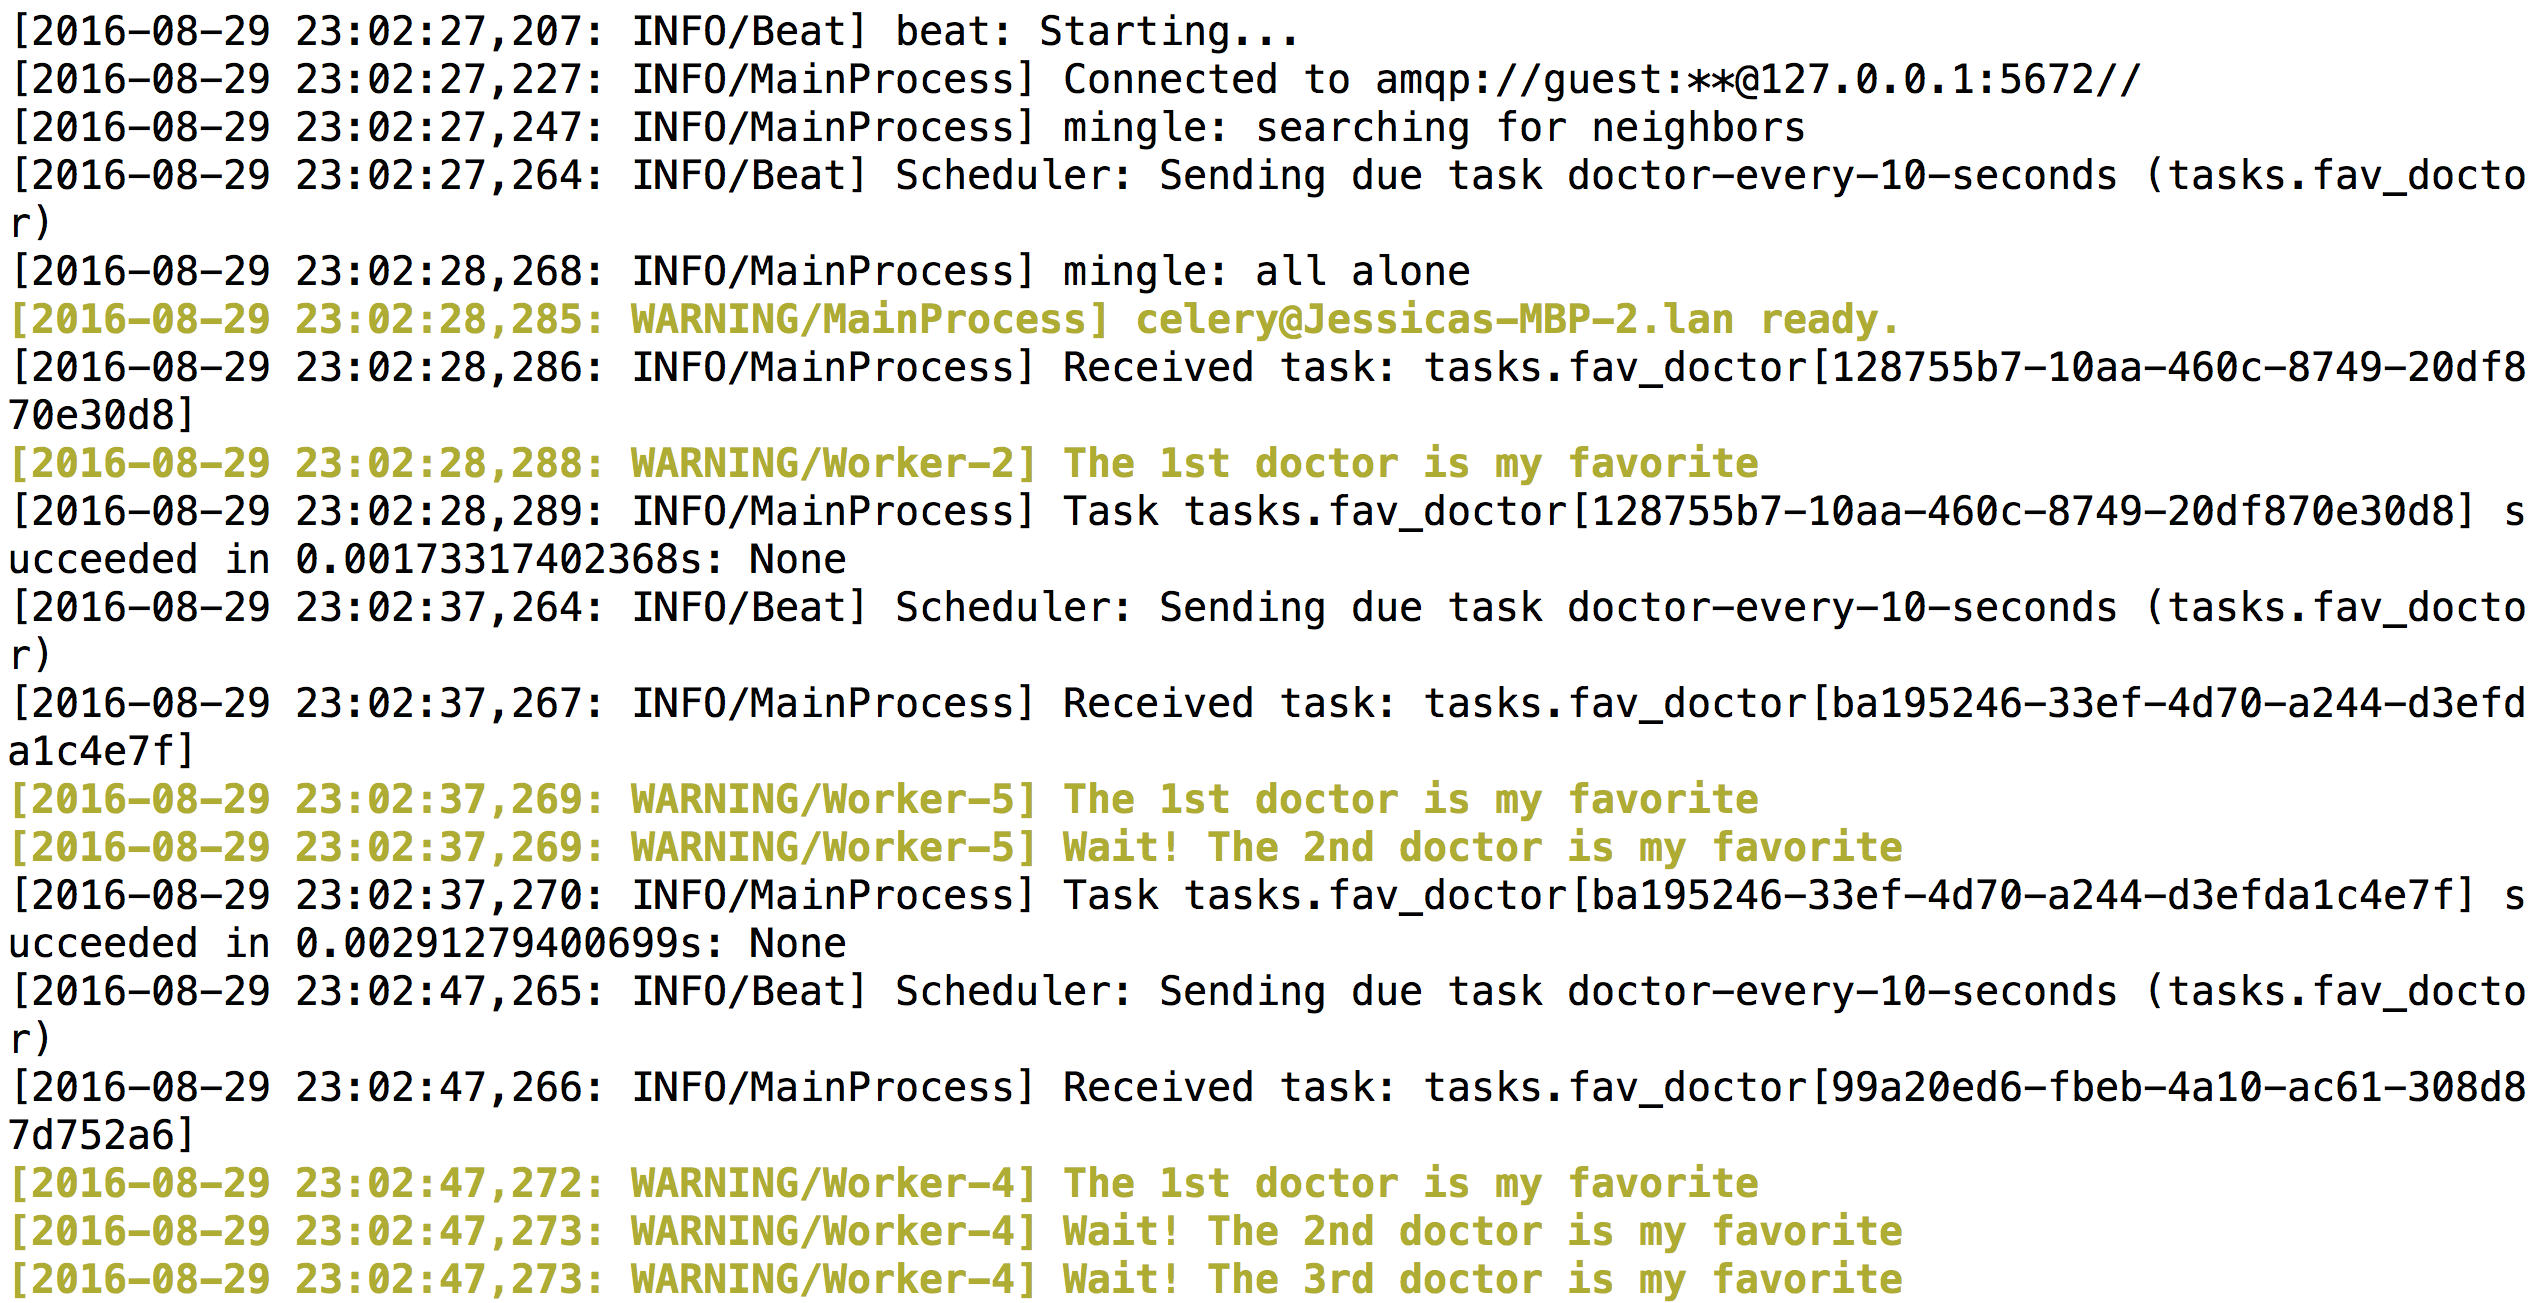 [2016-08-29 23:02:27,207: INFO/Beat] beat: Starting...
[2016-08-29 23:02:27,227: INFO/MainProcess] Connected to amqp://guest:**@127.0.0.1:5672//
[2016-08-29 23:02:27,247: INFO/MainProcess] mingle: searching for neighbors
[2016-08-29 23:02:27,264: INFO/Beat] Scheduler: Sending due task doctor-every-10-seconds (tasks.fav_docto
r)
[2016-08-29 23:02:28,268: INFO/MainProcess] mingle: all alone
[2016-08-29 23:02:28,285: WARNING/MainProcess] celery@Jessicas-MBP-2.lan ready.
[2016-08-29 23:02:28,286: INFO/MainProcess] Received task: tasks.fav_doctor[128755b7-10aa-460c-8749-20df8
70e30d8]
[2016-08-29 23:02:28,288: WARNING/Worker-2] The 1st doctor is my favorite
[2016-08-29 23:02:28,289: INFO/MainProcess] Task tasks.fav_doctor[128755b7-10aa-460c-8749-20df870e30d8] s
ucceeded in 0.00173317402368s: None
[2016-08-29 23:02:37,264: INFO/Beat] Scheduler: Sending due task doctor-every-10-seconds (tasks.fav_docto
r)
[2016-08-29 23:02:37,267: INFO/MainProcess] Received task: tasks.fav_doctor[ba195246-33ef-4d70-a244-d3efd
a1c4e7f]
[2016-08-29 23:02:37,269: WARNING/Worker-5] The 1st doctor is my favorite
[2016-08-29 23:02:37,269: WARNING/Worker-5] Wait! The 2nd doctor is my favorite
[2016-08-29 23:02:37,270: INFO/MainProcess] Task tasks.fav_doctor[ba195246-33ef-4d70-a244-d3efda1c4e7f] s
ucceeded in 0.00291279400699s: None
[2016-08-29 23:02:47,265: INFO/Beat] Scheduler: Sending due task doctor-every-10-seconds (tasks.fav_docto
r)
[2016-08-29 23:02:47,266: INFO/MainProcess] Received task: tasks.fav_doctor[99a20ed6-fbeb-4a10-ac61-308d8
7d752a6]
[2016-08-29 23:02:47,272: WARNING/Worker-4] The 1st doctor is my favorite
[2016-08-29 23:02:47,273: WARNING/Worker-4] Wait! The 2nd doctor is my favorite
[2016-08-29 23:02:47,273: WARNING/Worker-4] Wait! The 3rd doctor is my favorite